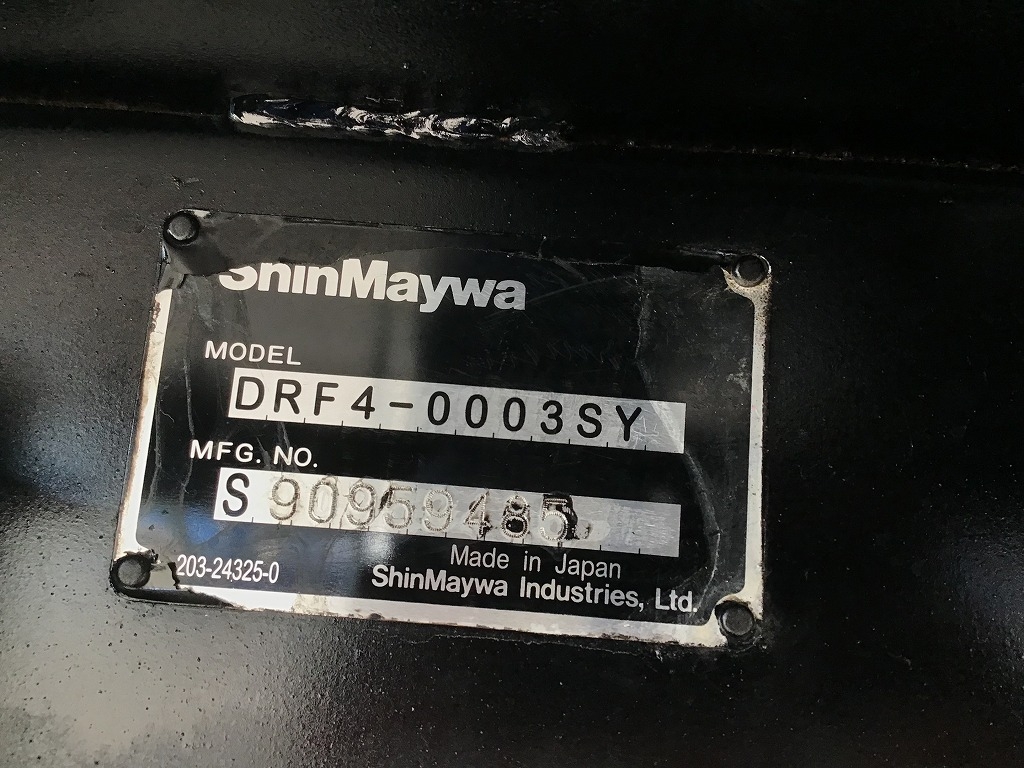 ShinMaywa
MODEL
DRF4-0003SY
MFG. NO.
S 90959485
Made in Japan
203-24325-0
ShinMaywa Industries, Ltd.